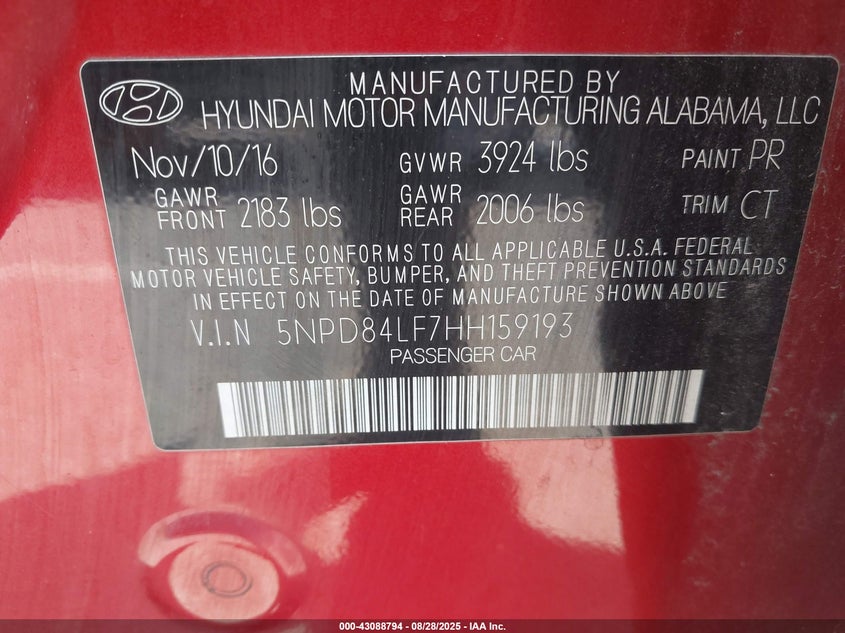 MANUFACTURED BY
HYUNDAI MOTOR MANUFACTURING ALABAMA, LLC
Nov/10/16 GVWR 3924 lbs PAINT PR
GAWR FRONT 2183 lbs GAWR REAR 2006 lbs TRIM CT
THIS VEHICLE CONFORMS TO ALL APPLICABLE U.S.A. FEDERAL
MOTOR VEHICLE SAFETY, BUMPER, AND THEFT PREVENTION STANDARDS
IN EFFECT ON THE DATE OF MANUFACTURE SHOWN ABOVE
V.I.N 5NPD84LF7HH159193
PASSENGER CAR
000-43088794 - 08/28/2025 - IAA Inc.